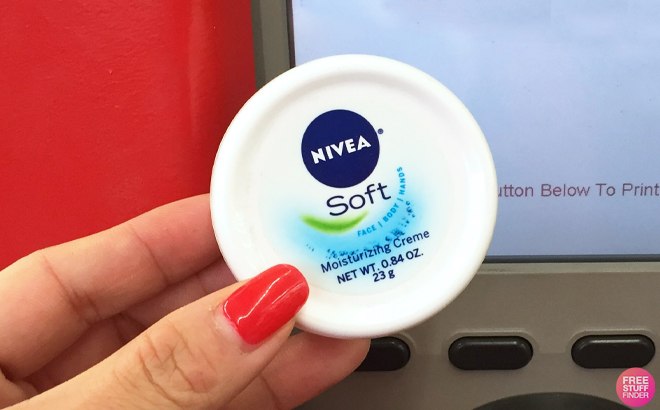 NIVEA®
Soft
FACE | BODY | HANDS
Moisturizing Creme
NET WT. 0.84 OZ.
23 g
utton Below To Print
FREE
STUFF
FINDER